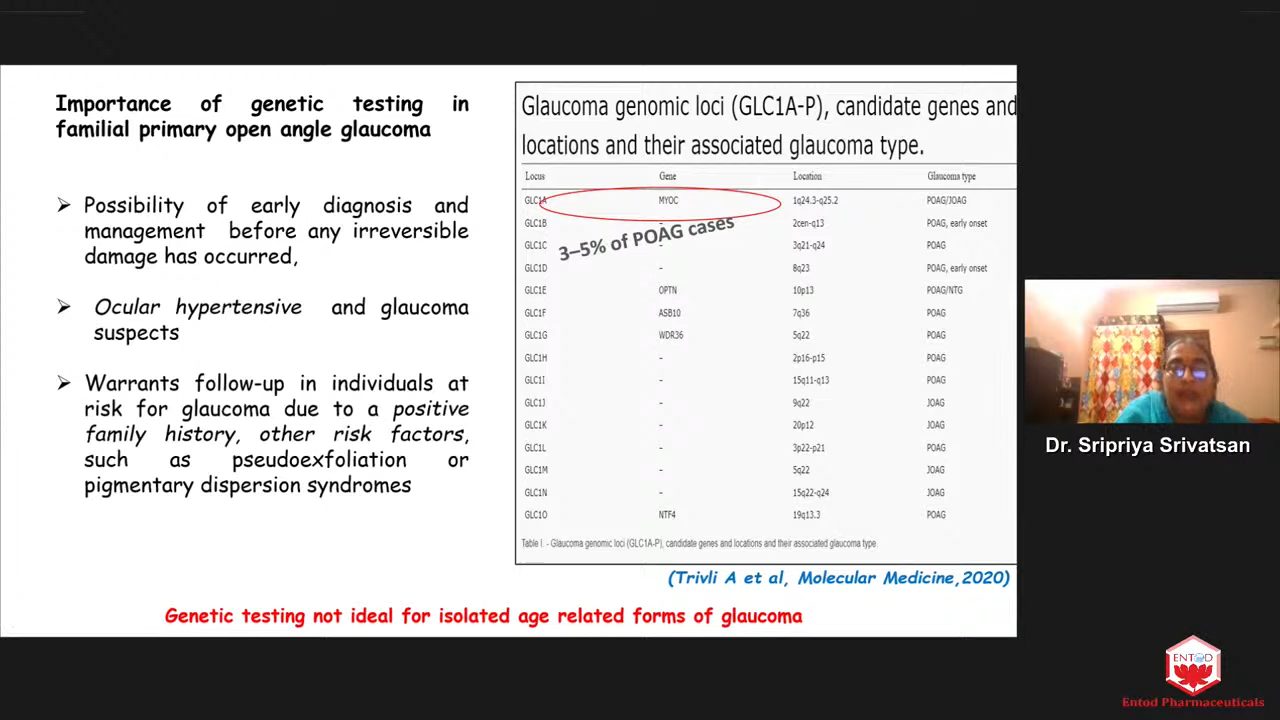 Importance of genetic testing in
familial primary open angle glaucoma
➢ Possibility of early diagnosis and
management before any irreversible
damage has occurred,
➢ Ocular hypertensive and glaucoma
suspects
➢ Warrants follow-up in individuals at
risk for glaucoma due to a positive
family history, other risk factors,
such as pseudoexfoliation or
pigmentary dispersion syndromes
Glaucoma genomic loci (GLC1A-P), candidate genes and
locations and their associated glaucoma type.
Locus Gene Location Glaucoma type
GLC1A MYOC 1q24.3-q25.2 POAG/JOAG
GLC1B - 2cen-q13 POAG, early onset
GLC1C - 3q21-q24 POAG
GLC1D - 8q23 POAG, early onset
GLC1E OPTN 10p13 POAG/NTG
GLC1F ASB10 7q36 POAG
GLC1G WDR36 5q22 POAG
GLC1H - 2p16-p15 POAG
GLC1I - 15q11-q13 POAG
GLC1J - 9q22 JOAG
GLC1K - 20p12 JOAG
GLC1L - 3p22-p21 POAG
GLC1M - 5q22 JOAG
GLC1N - 15q22-q24 JOAG
GLC1O NTF4 19q13.3 POAG
3–5% of POAG cases
Table I. - Glaucoma genomic loci (GLC1A-P), candidate genes and locations and their associated glaucoma type.
(Trivli A et al, Molecular Medicine,2020)
Genetic testing not ideal for isolated age related forms of glaucoma
Dr. Sripriya Srivatsan
ENTOD
Entod Pharmaceuticals